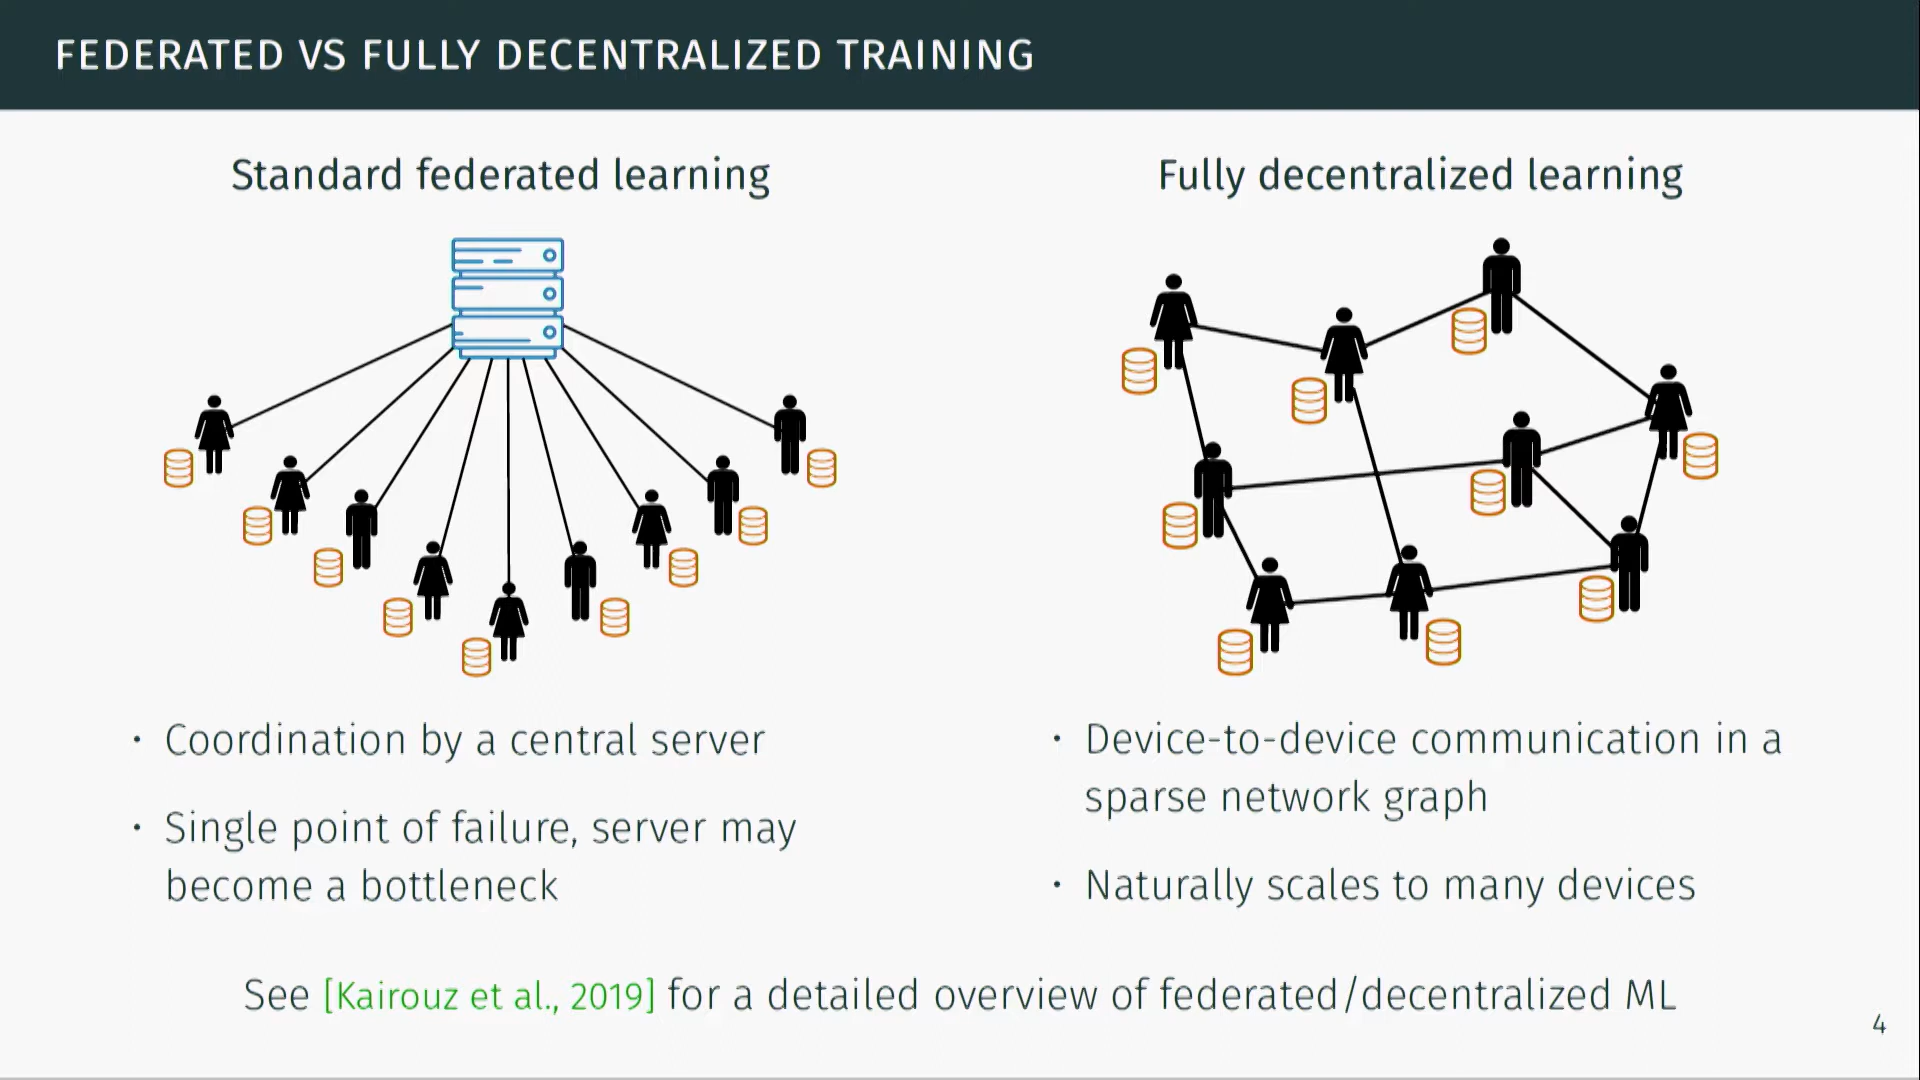 FEDERATED VS FULLY DECENTRALIZED TRAINING
Standard federated learning
Fully decentralized learning
· Coordination by a central server
· Single point of failure, server may
become a bottleneck
· Device-to-device communication in a
sparse network graph
· Naturally scales to many devices
See [Kairouz et al., 2019] for a detailed overview of federated/decentralized ML
4